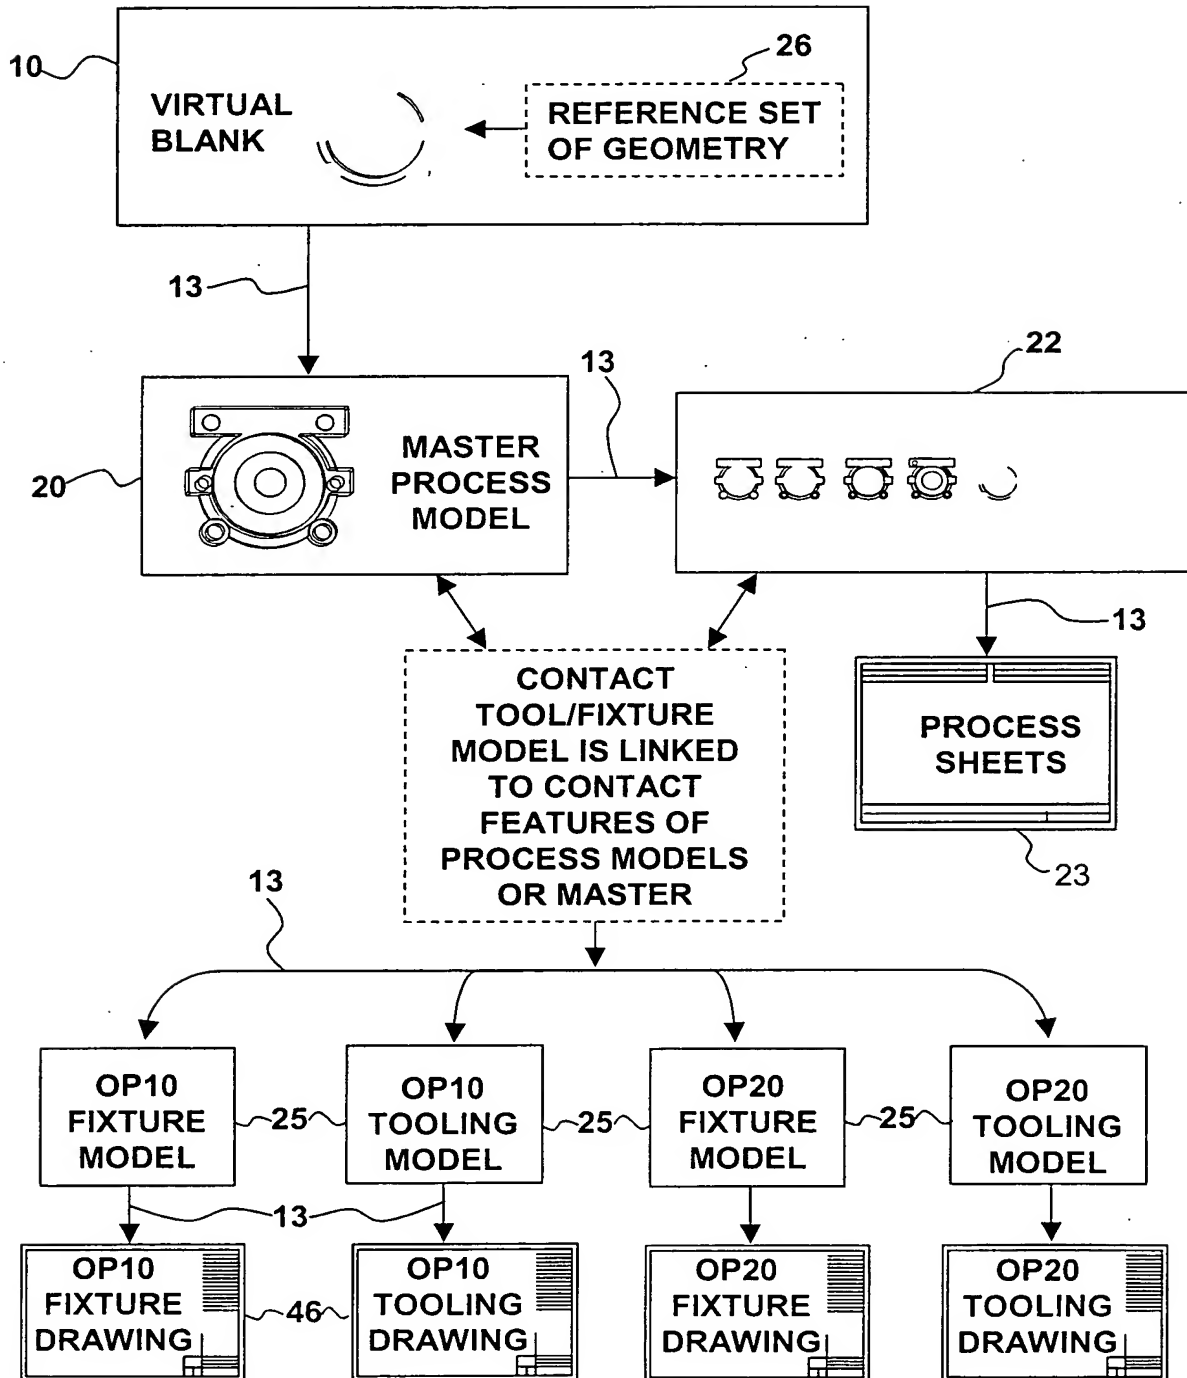 10
26
VIRTUAL
BLANK
REFERENCE SET
OF GEOMETRY
13
22
13
20
MASTER
PROCESS
MODEL
13
CONTACT
TOOL/FIXTURE
MODEL IS LINKED
TO CONTACT
FEATURES OF
PROCESS MODELS
OR MASTER
PROCESS
SHEETS
23
13
OP10
FIXTURE
MODEL
25
OP10
TOOLING
MODEL
25
OP20
FIXTURE
MODEL
25
OP20
TOOLING
MODEL
13
OP10
FIXTURE
DRAWING
46
OP10
TOOLING
DRAWING
OP20
FIXTURE
DRAWING
OP20
TOOLING
DRAWING